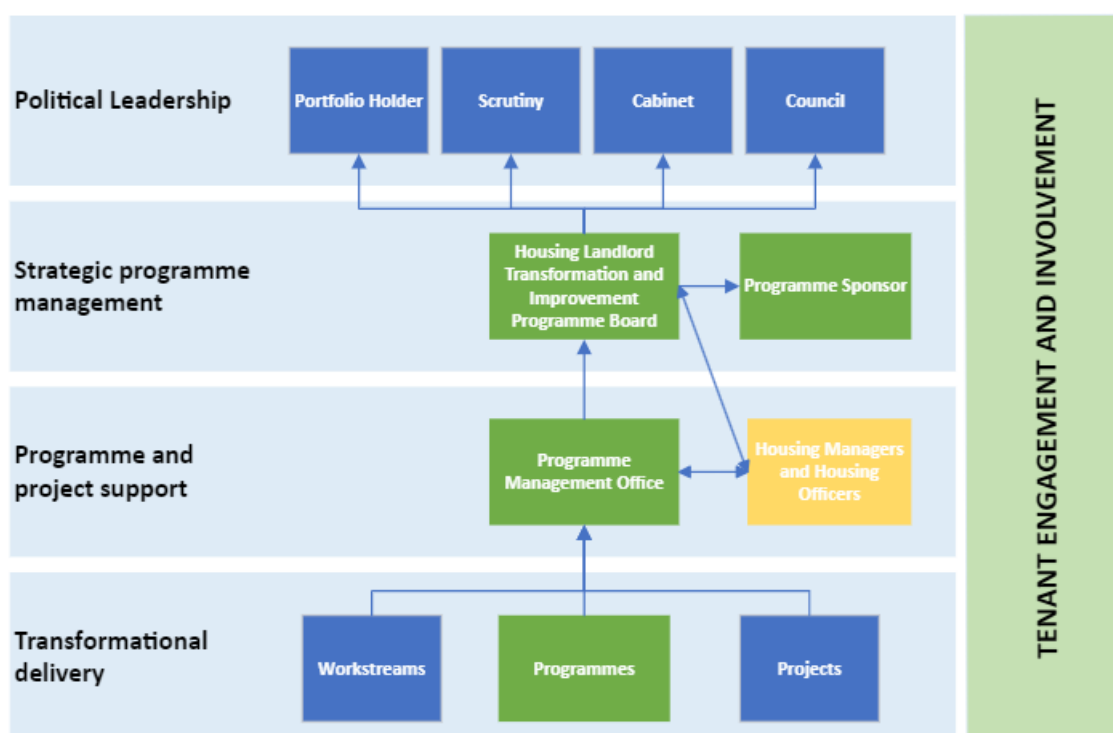 Political Leadership
Portfolio Holder
Scrutiny
Cabinet
Council
Strategic programme
management
Housing Landlord
Transformation and
Improvement
Programme Board
Programme Sponsor
Programme and
project support
Programme
Management Office
Housing Managers
and Housing
Officers
Transformational
delivery
Workstreams
Programmes
Projects
TENANT ENGAGEMENT AND INVOLVEMENT